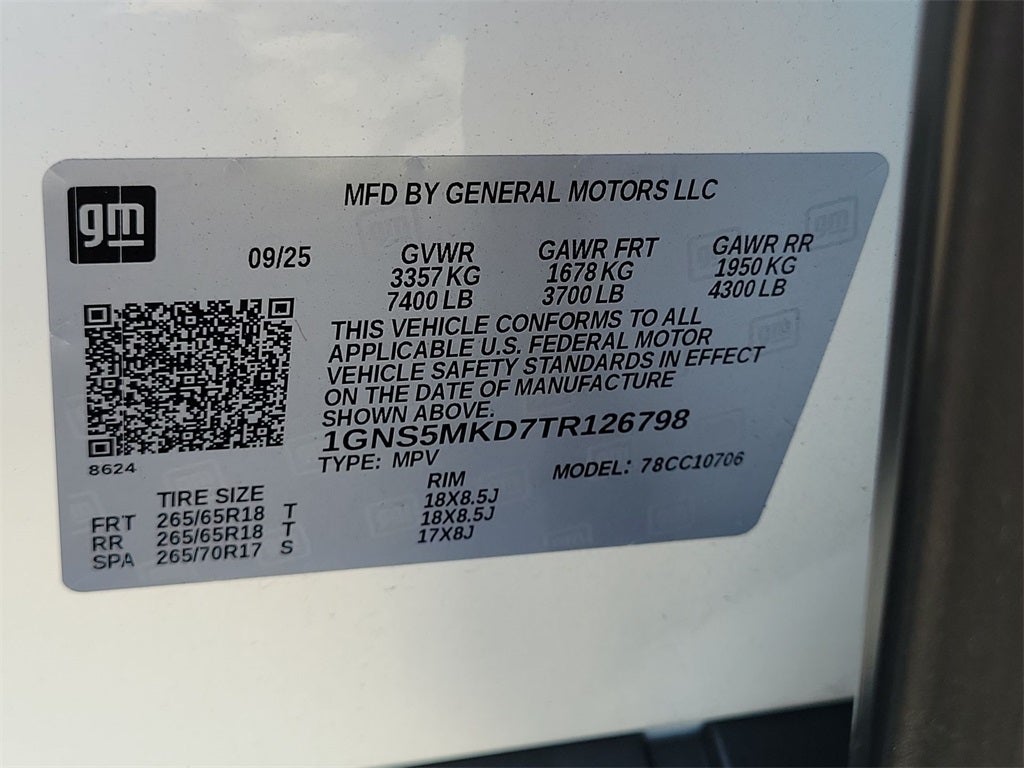 gm
MFD BY GENERAL MOTORS LLC
09/25 GVWR GAWR FRT GAWR RR
3357 KG 1678 KG 1950 KG
7400 LB 3700 LB 4300 LB
THIS VEHICLE CONFORMS TO ALL
APPLICABLE U.S. FEDERAL MOTOR
VEHICLE SAFETY STANDARDS IN EFFECT
ON THE DATE OF MANUFACTURE
SHOWN ABOVE.
1GNS5MKD7TR126798
8624
TYPE: MPV MODEL: 78CC10706
TIRE SIZE RIM
FRT 265/65R18 T 18X8.5J
RR 265/65R18 T 18X8.5J
SPA 265/70R17 S 17X8J